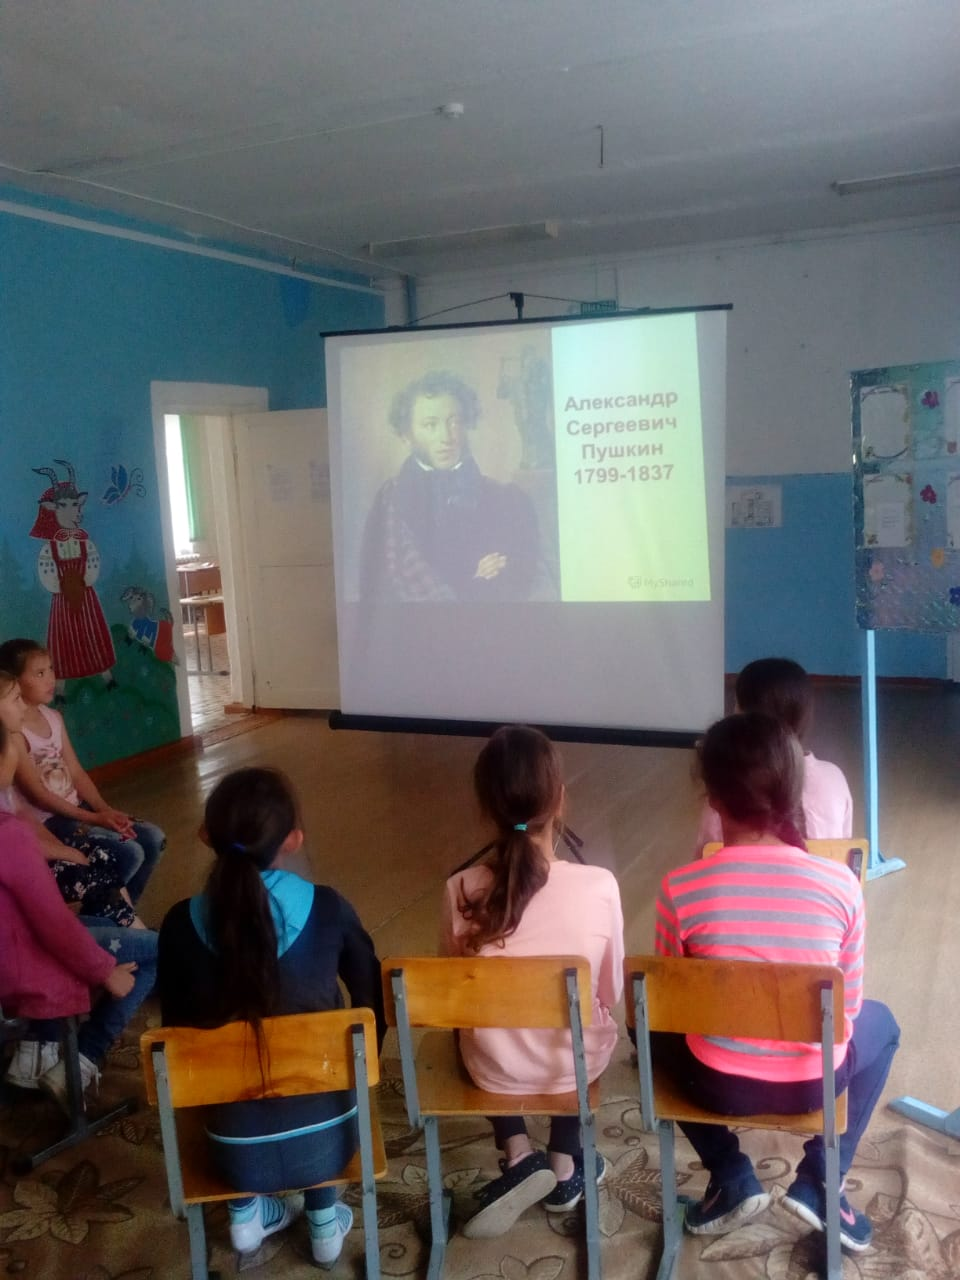 Александр
Сергеевич
Пушкин
1799-1837
MyShared